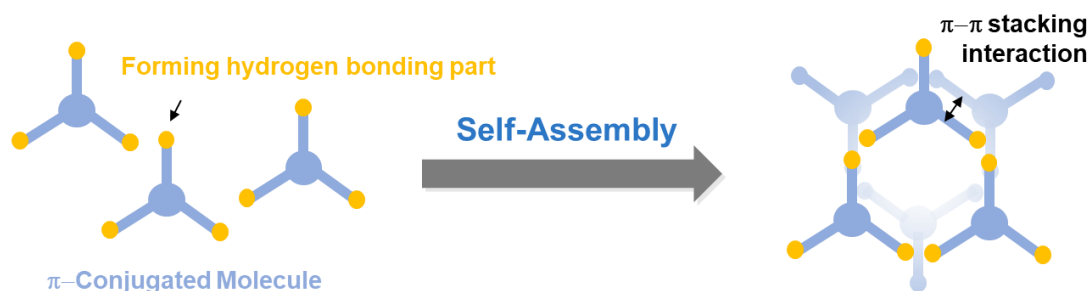 Forming hydrogen bonding part
π–Conjugated Molecule
Self-Assembly
π–π stacking
interaction